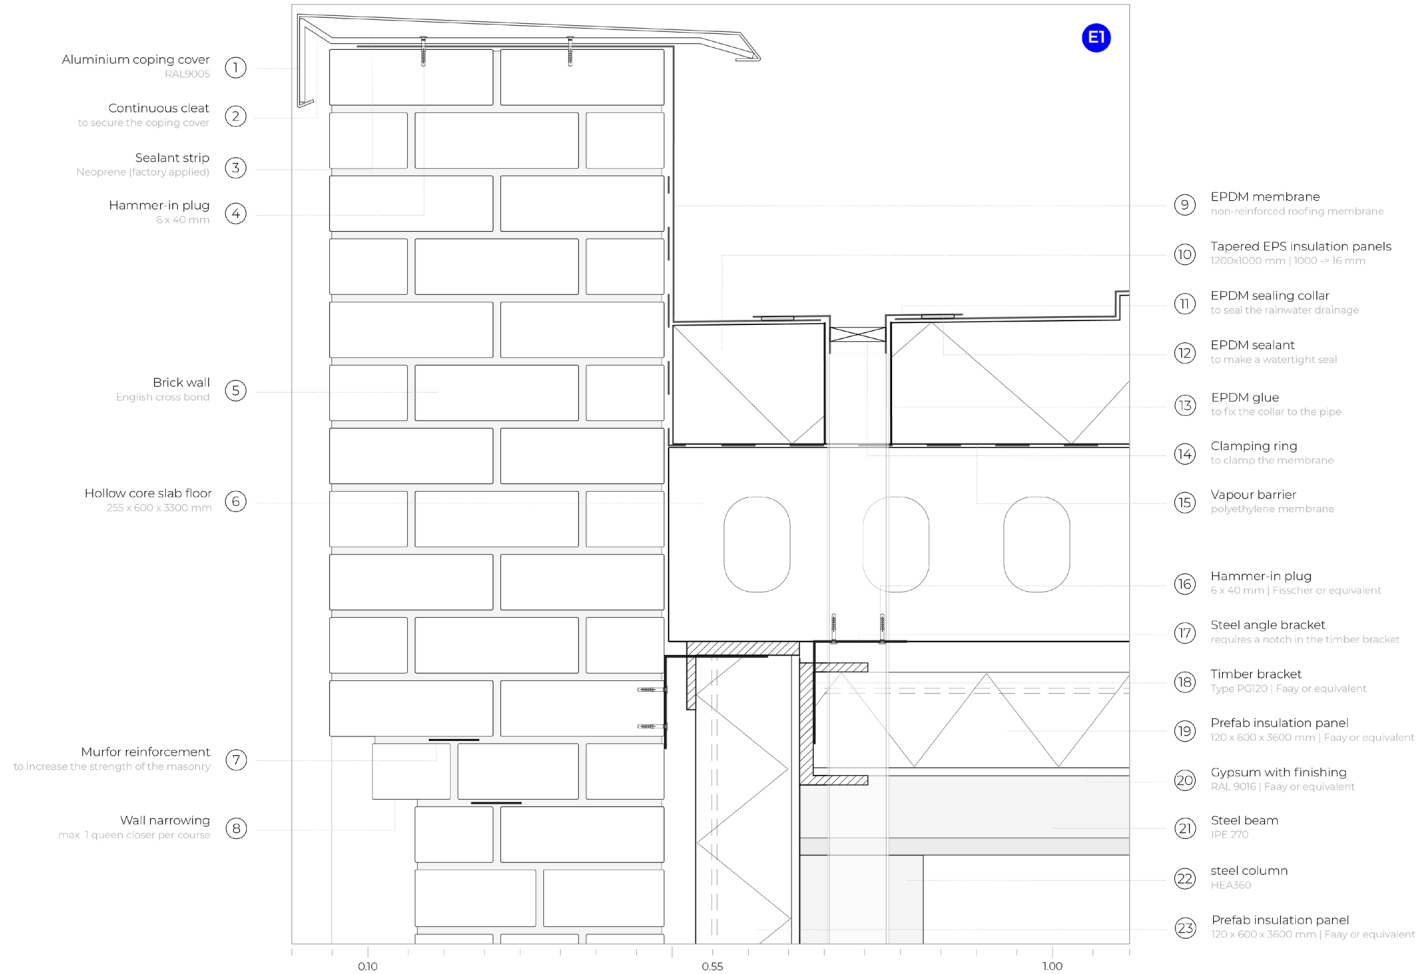 E1
Aluminium coping cover
RAL9005
1
Continuous cleat
to secure the coping cover
2
Sealant strip
Neoprene (factory applied)
3
Hammer-in plug
6 x 40 mm
4
Brick wall
English cross bond
5
Hollow core slab floor
255 x 600 x 3300 mm
6
Murfor reinforcement
to increase the strength of the masonry
7
Wall narrowing
max 1 queen closer per course
8
9
EPDM membrane
non-reinforced roofing membrane
10
Tapered EPS insulation panels
1200x1000 mm | 1000 -> 16 mm
11
EPDM sealing collar
to seal the rainwater drainage
12
EPDM sealant
to make a watertight seal
13
EPDM glue
to fix the collar to the pipe
14
Clamping ring
to clamp the membrane
15
Vapour barrier
polyethylene membrane
16
Hammer-in plug
6 x 40 mm | Fisscher or equivalent
17
Steel angle bracket
requires a notch in the timber bracket
18
Timber bracket
Type PG120 | Faay or equivalent
19
Prefab insulation panel
120 x 600 x 3600 mm | Faay or equivalent
20
Gypsum with finishing
RAL 9016 | Faay or equivalent
21
Steel beam
IPE 270
22
steel column
HEA360
23
Prefab insulation panel
120 x 600 x 3600 mm | Faay or equivalent
0.10
0.55
1.00